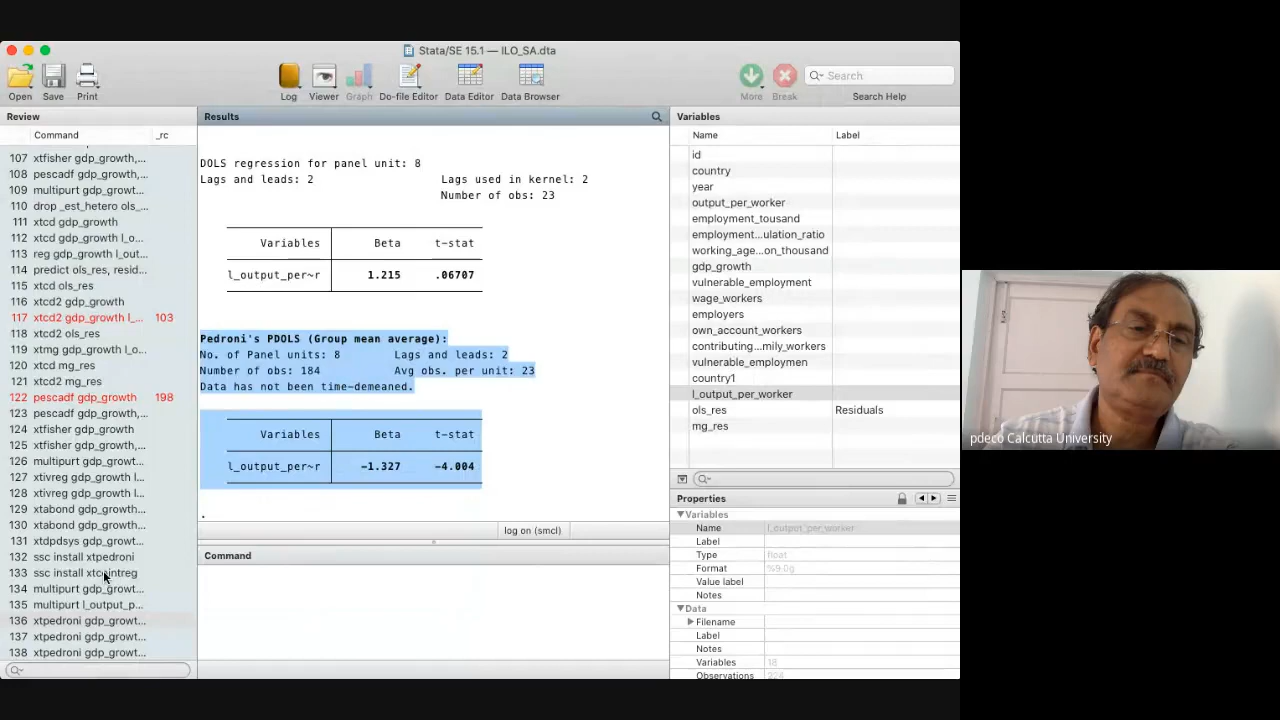 Stata/SE 15.1 — ILO_SA.dta
Open Save Print Log Viewer Graph Do-file Editor Data Editor Data Browser More Break Search Search Help
Review
Command _rc
107 xtfisher gdp_growth,...
108 pescadf gdp_growth,...
109 multipurt gdp_growt...
110 drop _est_hetero ols_...
111 xtcd gdp_growth
112 xtcd gdp_growth l_o...
113 reg gdp_growth l_out...
114 predict ols_res, resid...
115 xtcd ols_res
116 xtcd2 gdp_growth
117 xtcd2 gdp_growth l_... 103
118 xtcd2 ols_res
119 xtmg gdp_growth l_o...
120 xtcd mg_res
121 xtcd2 mg_res
122 pescadf gdp_growth 198
123 pescadf gdp_growth,...
124 xtfisher gdp_growth
125 xtfisher gdp_growth,...
126 multipurt gdp_growt...
127 xtivreg gdp_growth l...
128 xtivreg gdp_growth l...
129 xtabond gdp_growth...
130 xtabond gdp_growth...
131 xtdpdsys gdp_growt...
132 ssc install xtpedroni
133 ssc install xtcointreg
134 multipurt gdp_growt...
135 multipurt l_output_p...
136 xtpedroni gdp_growt...
137 xtpedroni gdp_growt...
138 xtpedroni gdp_growt...
Results
DOLS regression for panel unit: 8
Lags and leads: 2 Lags used in kernel: 2
Number of obs: 23
Variables Beta t-stat
l_output_per~r 1.215 .06707
Pedroni's PDOLS (Group mean average):
No. of Panel units: 8 Lags and leads: 2
Number of obs: 184 Avg obs. per unit: 23
Data has not been time-demeaned.
Variables Beta t-stat
l_output_per~r -1.327 -4.004
.
log on (smcl)
Command
Variables
Name Label
id
country
year
output_per_worker
employment_tousand
employment...ulation_ratio
working_age...on_thousand
gdp_growth
vulnerable_employment
wage_workers
employers
own_account_workers
contributing...mily_workers
vulnerable_employmen
country1
l_output_per_worker
ols_res Residuals
mg_res
Properties
Variables
Name l_output_per_worker
Label
Type float
Format %9.0g
Value label
Notes
Data
Filename
Label
Notes
Variables 18
Observations 224
pdeco Calcutta University